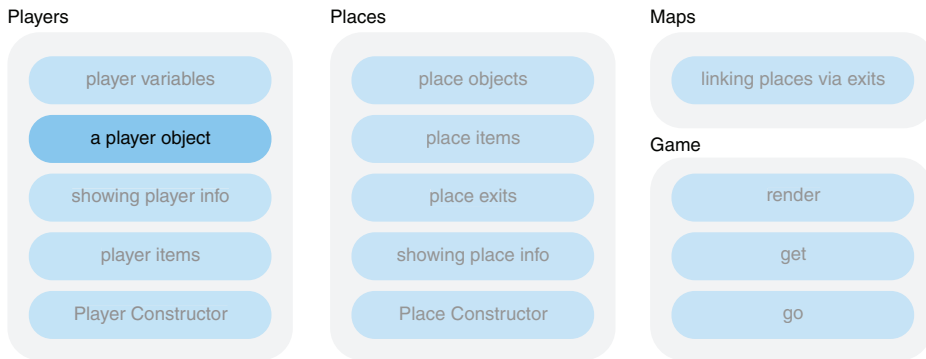 Players
player variables
a player object
showing player info
player items
Player Constructor
Places
place objects
place items
place exits
showing place info
Place Constructor
Maps
linking places via exits
Game
render
get
go